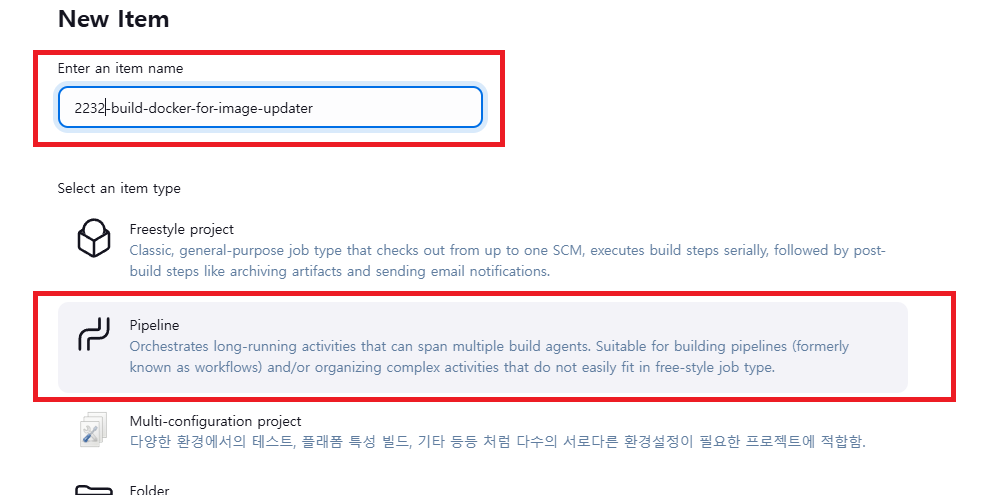 New Item
Enter an item name
2232-build-docker-for-image-updater
Select an item type
Freestyle project
Classic, general-purpose job type that checks out from up to one SCM, executes build steps serially, followed by post-
build steps like archiving artifacts and sending email notifications.
Pipeline
Orchestrates long-running activities that can span multiple build agents. Suitable for building pipelines (formerly
known as workflows) and/or organizing complex activities that do not easily fit in free-style job type.
Multi-configuration project
다양한 환경에서의 테스트, 플래폼 특성 빌드, 기타 등등 처럼 다수의 서로다른 환경설정이 필요한 프로젝트에 적합함.
Folder